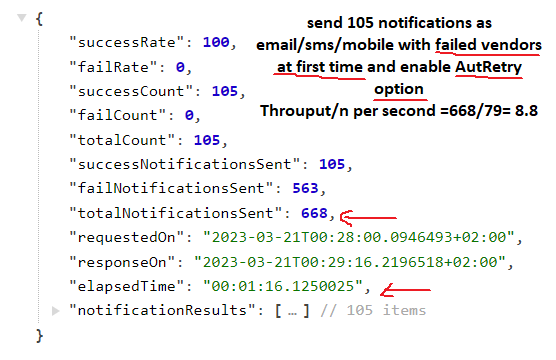 {
"successRate": 100,
"failRate": 0,
"successCount": 105,
"failCount": 0,
"totalCount": 105,
"successNotificationsSent": 105,
"failNotificationsSent": 563,
"totalNotificationsSent": 668,
"requestedOn": "2023-03-21T00:28:00.0946493+02:00",
"responseOn": "2023-03-21T00:29:16.2196518+02:00",
"elapsedTime": "00:01:16.1250025",
"notificationResults": [ … ] // 105 items
}
send 105 notifications as
email/sms/mobile with failed vendors
at first time and enable AutRetry
option
Throuput/n per second =668/79= 8.8